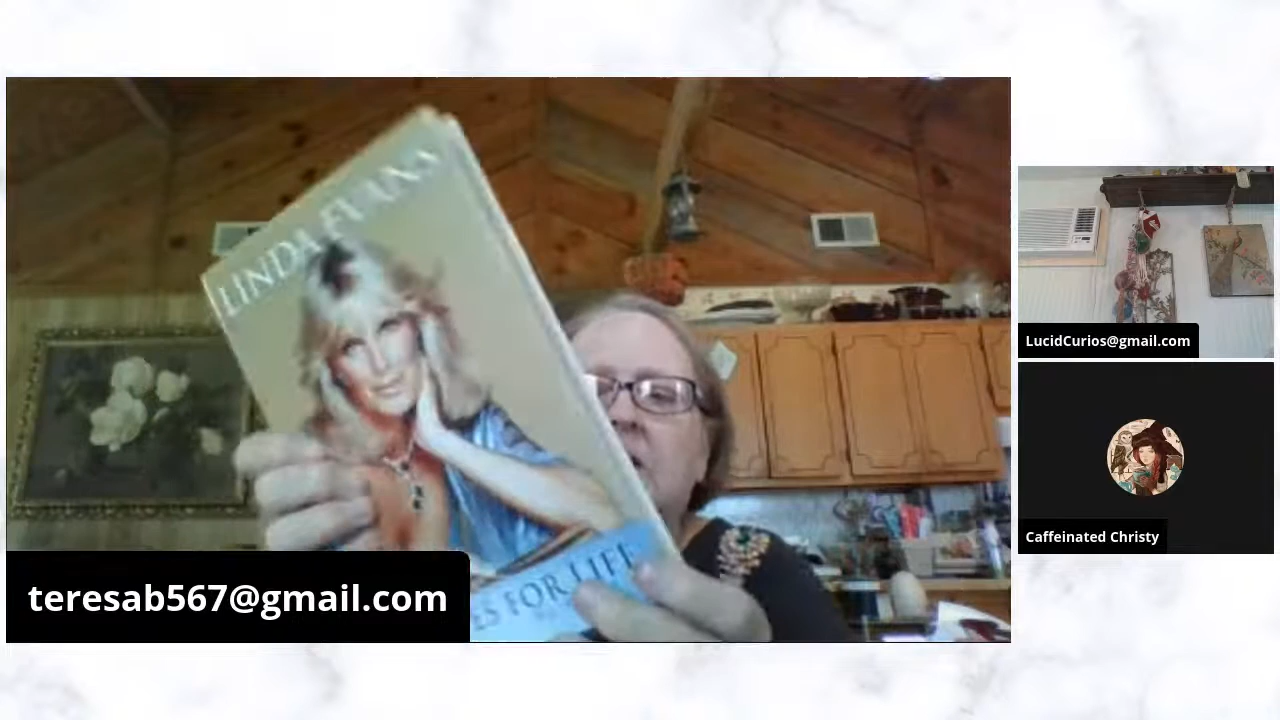 LINDA EVANS
ES FOR LIFE
teresab567@gmail.com
LucidCurios@gmail.com
Caffeinated Christy